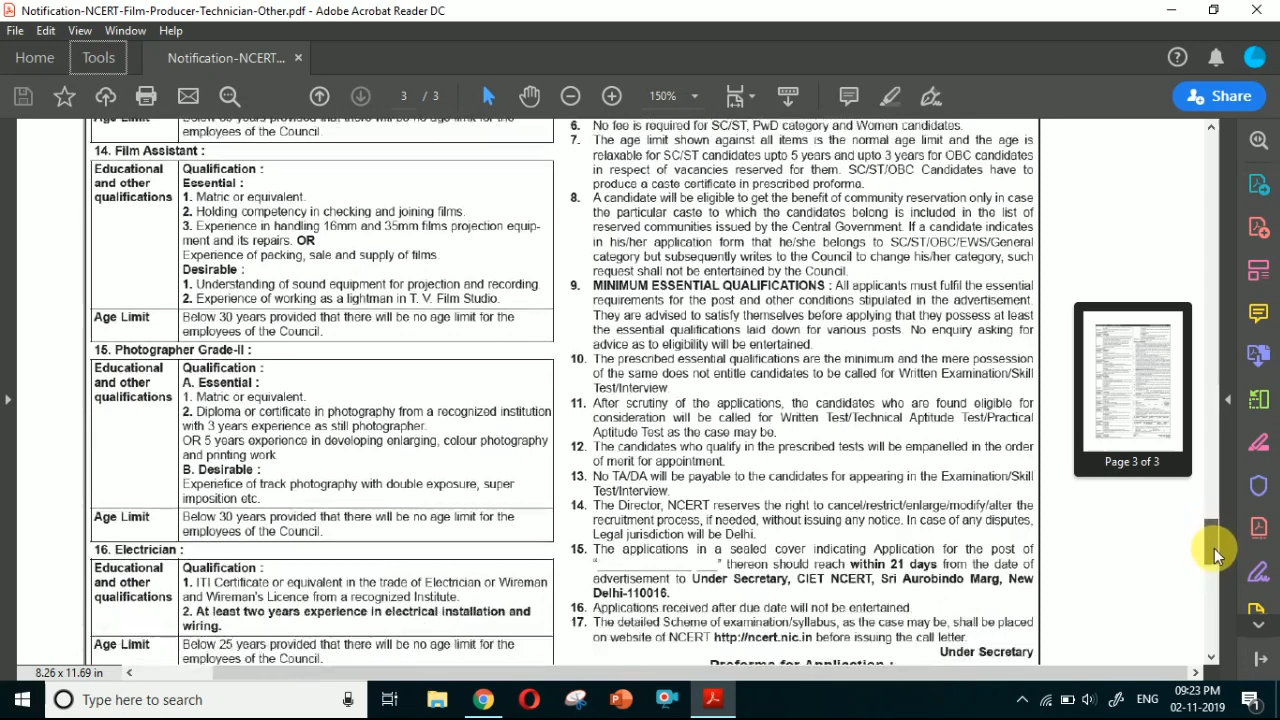 Notification-NCERT-Film-Producer-Technician-Other.pdf - Adobe Acrobat Reader DC
File Edit View Window Help
Home Tools Notification-NCERT... ×
3 / 3 150% Share
Age Limit
employees of the Council.
14. Film Assistant :
Educational and other qualifications
Qualification :
Essential :
1. Matric or equivalent.
2. Holding competency in checking and joining films.
3. Experience in handling 16mm and 35mm films projection equip-
ment and its repairs. OR
Experience of packing, sale and supply of films.
Desirable :
1. Understanding of sound equipment for projection and recording.
2. Experience of working as a lightman in T. V. Film Studio.
Age Limit
Below 30 years provided that there will be no age limit for the
employees of the Council.
15. Photographer Grade-II :
Educational and other qualifications
Qualification :
A. Essential :
1. Matric or equivalent.
2. Diploma or certificate in photography from a recognized institution
with 3 years experience as still photographer.
OR 5 years experience in developing enlarging, colour photography
and printing work.
B. Desirable :
Experience of track photography with double exposure, super
imposition etc.
Age Limit
Below 30 years provided that there will be no age limit for the
employees of the Council.
16. Electrician :
Educational and other qualifications
Qualification :
1. ITI Certificate or equivalent in the trade of Electrician or Wireman
and Wireman's Licence from a recognized Institute.
2. At least two years experience in electrical installation and
wiring.
Age Limit
Below 25 years provided that there will be no age limit for the
employees of the Council.
6. No fee is required for SC/ST, PwD category and Women candidates.
7. The age limit shown against all items is the normal age limit and the age is
relaxable for SC/ST candidates upto 5 years and upto 3 years for OBC candidates
in respect of vacancies reserved for them. SC/ST/OBC Candidates have to
produce a caste certificate in prescribed proforma.
8. A candidate will be eligible to get the benefit of community reservation only in case
the particular caste to which the candidates belong is included in the list of
reserved communities issued by the Central Government. If a candidate indicates
in his/her application form that he/she belongs to SC/ST/OBC/EWS/General
category but subsequently writes to the Council to change his/her category, such
request shall not be entertained by the Council.
9. MINIMUM ESSENTIAL QUALIFICATIONS : All applicants must fulfil the essential
requirements for the post and other conditions stipulated in the advertisement.
They are advised to satisfy themselves before applying that they possess at least
the essential qualifications laid down for various posts. No enquiry asking for
advice as to eligibility will be entertained.
10. The prescribed essential qualifications are the minimum and the mere possession
of the same does not entitle candidates to be called for Written Examination/Skill
Test/Interview.
11. After scrutiny of the applications, the candidates who are found eligible for
consideration will be called for Written Test/Technical Aptitude Test/Practical
Aptitude Test as the case may be.
12. The candidates who qualify in the prescribed tests will be empanelled in the order
of merit for appointment.
13. No TA/DA will be payable to the candidates for appearing in the Examination/Skill
Test/Interview.
14. The Director, NCERT reserves the right to cancel/restrict/enlarge/modify/alter the
recruitment process, if needed, without issuing any notice. In case of any disputes,
Legal jurisdiction will be Delhi.
15. The applications in a sealed cover indicating Application for the post of
“____________ ___” thereon should reach within 21 days from the date of
advertisement to Under Secretary, CIET NCERT, Sri Aurobindo Marg, New
Delhi-110016.
16. Applications received after due date will not be entertained.
17. The detailed Scheme of examination/syllabus, as the case may be, shall be placed
on website of NCERT http://ncert.nic.in before issuing the call letter.
Under Secretary
Proforma for Application :
Page 3 of 3
8.26 x 11.69 in
Type here to search
ENG
09:23 PM
02-11-2019
1